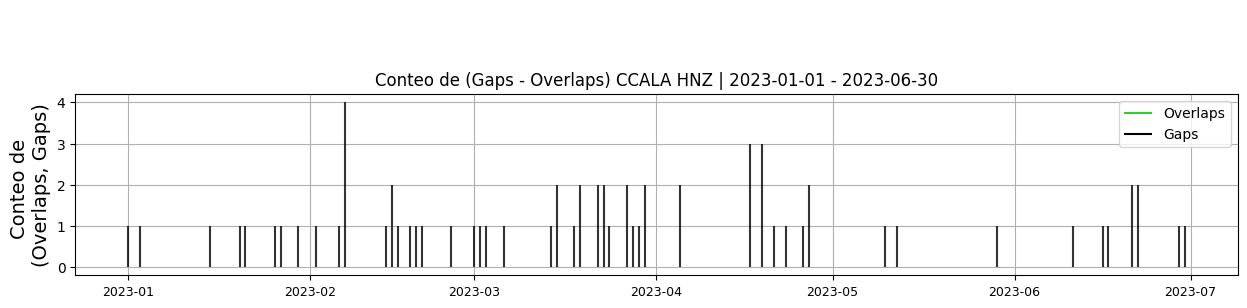 Conteo de (Gaps - Overlaps) CCALA HNZ | 2023-01-01 - 2023-06-30
Conteo de
(Overlaps, Gaps)
4
3
2
1
0
Overlaps
Gaps
2023-01
2023-02
2023-03
2023-04
2023-05
2023-06
2023-07